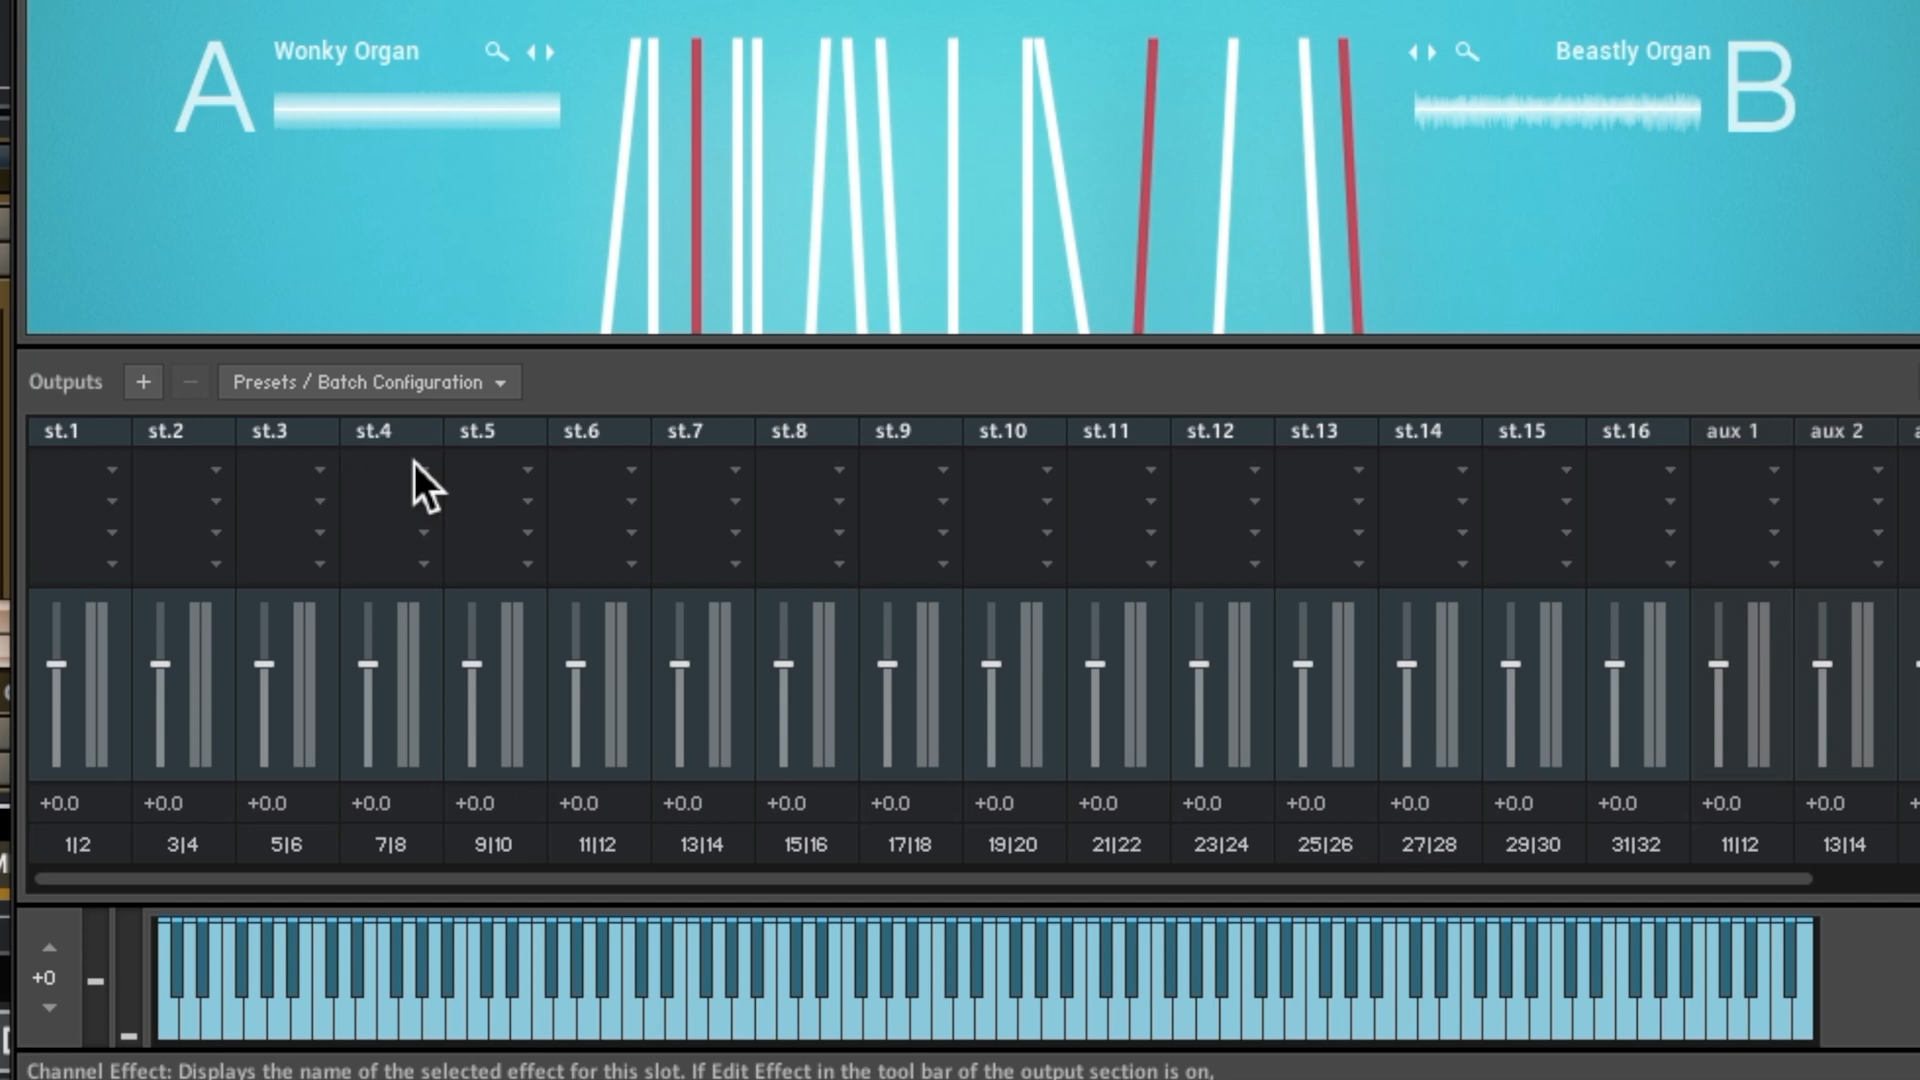 A Wonky Organ Beastly Organ B
Outputs + − Presets / Batch Configuration
st.1 st.2 st.3 st.4 st.5 st.6 st.7 st.8 st.9 st.10 st.11 st.12 st.13 st.14 st.15 st.16 aux 1 aux 2
+0.0 +0.0 +0.0 +0.0 +0.0 +0.0 +0.0 +0.0 +0.0 +0.0 +0.0 +0.0 +0.0 +0.0 +0.0 +0.0 +0.0 +0.0
1|2 3|4 5|6 7|8 9|10 11|12 13|14 15|16 17|18 19|20 21|22 23|24 25|26 27|28 29|30 31|32 11|12 13|14
+0
Channel Effect: Displays the name of the selected effect for this slot. If Edit Effect in the tool bar of the output section is on,